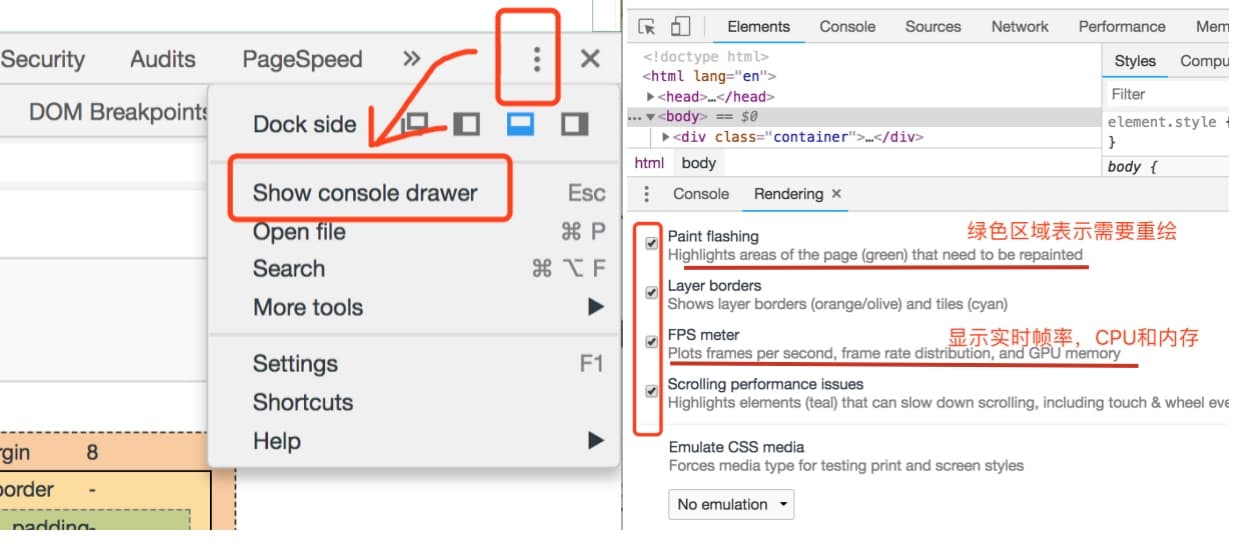 Security Audits PageSpeed »
DOM Breakpoints
Dock side
Show console drawer Esc
Open file ⌘ P
Search ⌘ ⌥ F
More tools
Settings F1
Shortcuts
Help
rgin 8
border -
padding-
Elements Console Sources Network Performance Mem
<!doctype html>
<html lang="en">
▶<head>…</head>
…▼<body> == $0
▶<div class="container">…</div>
html body
Styles Compu
Filter
element.style {
}
body {
Console Rendering ×
Paint flashing
绿色区域表示需要重绘
Highlights areas of the page (green) that need to be repainted
Layer borders
Shows layer borders (orange/olive) and tiles (cyan)
FPS meter
显示实时帧率，CPU和内存
Plots frames per second, frame rate distribution, and GPU memory
Scrolling performance issues
Highlights elements (teal) that can slow down scrolling, including touch & wheel eve
Emulate CSS media
Forces media type for testing print and screen styles
No emulation